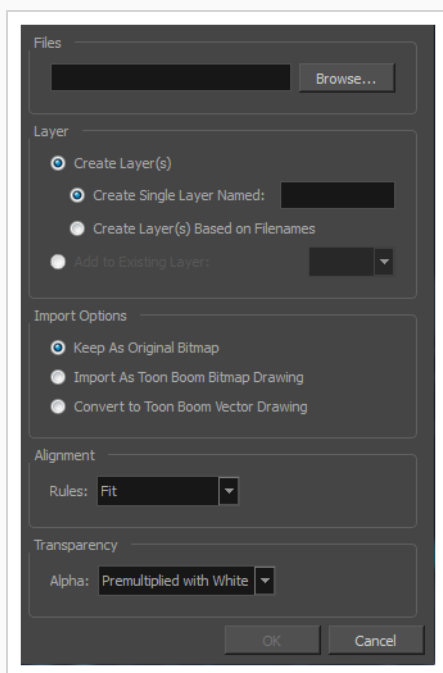 Files
Browse...
Layer
Create Layer(s)
Create Single Layer Named:
Create Layer(s) Based on Filenames
Add to Existing Layer:
Import Options
Keep As Original Bitmap
Import As Toon Boom Bitmap Drawing
Convert to Toon Boom Vector Drawing
Alignment
Rules: Fit
Transparency
Alpha: Premultiplied with White
OK Cancel